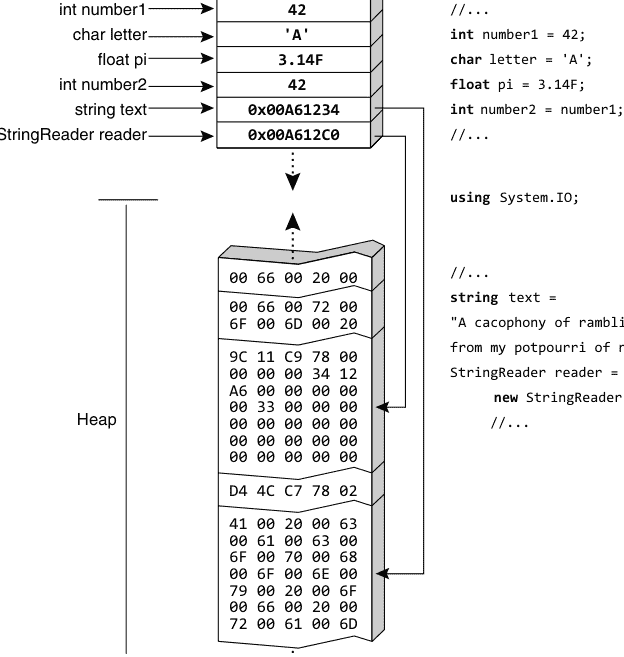 int number1
42
char letter
'A'
float pi
3.14F
int number2
42
string text
0x00A61234
StringReader reader
0x00A612C0
//...
int number1 = 42;
char letter = 'A';
float pi = 3.14F;
int number2 = number1;
//...
using System.IO;
//...
string text =
"A cacophony of rambli
from my potpourri of r
StringReader reader =
new StringReader
//...
Heap
00 66 00 20 00
00 66 00 72 00
6F 00 6D 00 20
9C 11 C9 78 00
00 00 00 34 12
A6 00 00 00 00
00 33 00 00 00
00 00 00 00 00
00 00 00 00 00
00 00 00 00 00
D4 4C C7 78 02
41 00 20 00 63
00 61 00 63 00
6F 00 70 00 68
00 6F 00 6E 00
79 00 20 00 6F
00 66 00 20 00
72 00 61 00 6D